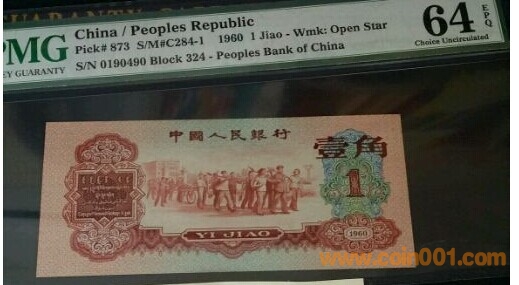 PMG
China / Peoples Republic
Pick# 873 S/M#C284-1 1960 1 Jiao - Wmk: Open Star
S/N 0190490 Block 324 - Peoples Bank of China
64 EPQ
Choice Uncirculated
中國人民銀行
壹角
1
YI JIAO
1960
www.coin001.com